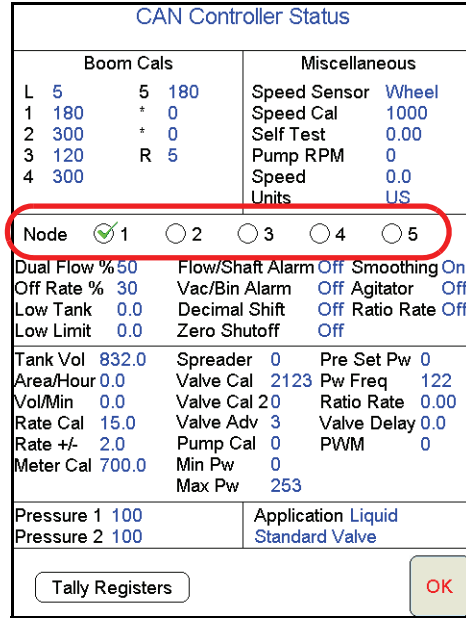 CAN Controller Status
Boom Cals
L 5 5 180
1 180 * 0
2 300 * 0
3 120 R 5
4 300
Miscellaneous
Speed Sensor Wheel
Speed Cal 1000
Self Test 0.00
Pump RPM 0
Speed 0.0
Units US
Node 1 2 3 4 5
Dual Flow % 50 Flow/Shaft Alarm Off Smoothing On
Off Rate % 30 Vac/Bin Alarm Off Agitator Off
Low Tank 0.0 Decimal Shift Off Ratio Rate Off
Low Limit 0.0 Zero Shutoff Off
Tank Vol 832.0 Spreader 0 Pre Set Pw 0
Area/Hour 0.0 Valve Cal 2123 Pw Freq 122
Vol/Min 0.0 Valve Cal 2 0 Ratio Rate 0.00
Rate Cal 15.0 Valve Adv 3 Valve Delay 0.0
Rate +/- 2.0 Pump Cal 0 PWM 0
Meter Cal 700.0 Min Pw 0
Max Pw 253
Pressure 1 100 Application Liquid
Pressure 2 100 Standard Valve
Tally Registers OK